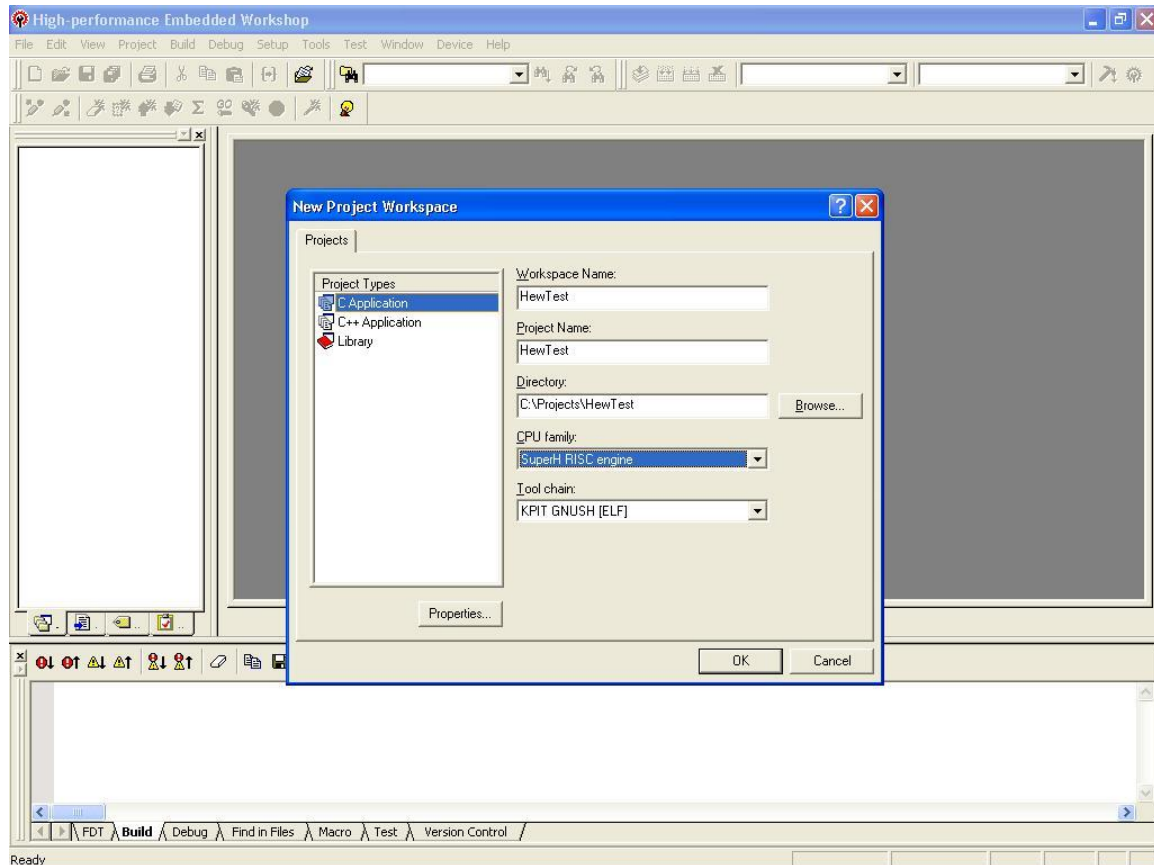 High-performance Embedded Workshop
File Edit View Project Build Debug Setup Tools Test Window Device Help
New Project Workspace
Projects
Project Types
C Application
C++ Application
Library
Workspace Name:
HewTest
Project Name:
HewTest
Directory:
C:\Projects\HewTest
Browse...
CPU family:
SuperH RISC engine
Tool chain:
KPIT GNUSH [ELF]
Properties...
OK Cancel
FDT Build Debug Find in Files Macro Test Version Control
Ready